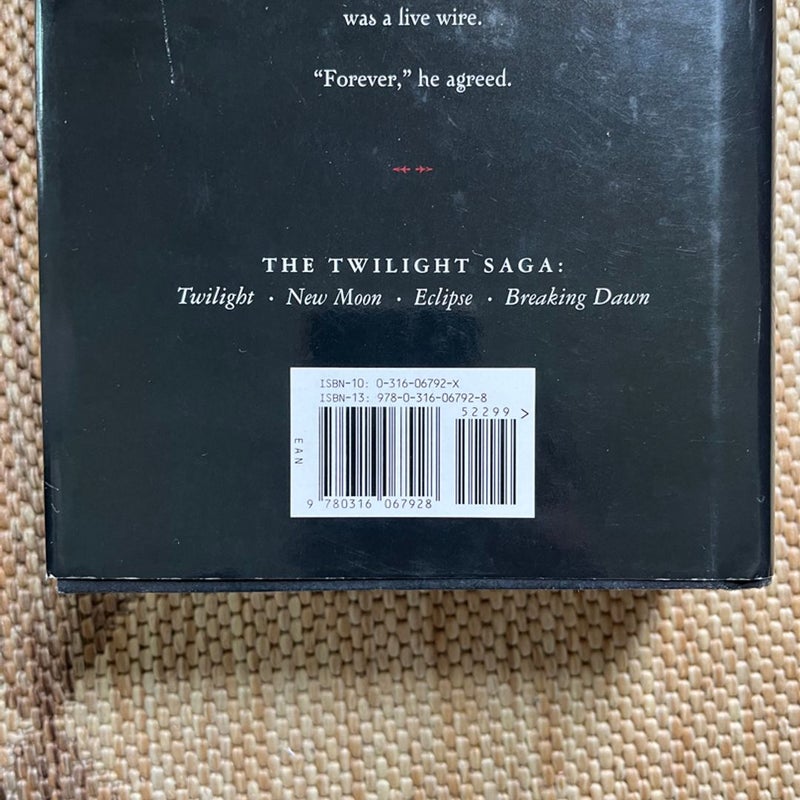 was a live wire.
“Forever,” he agreed.
THE TWILIGHT SAGA:
Twilight · New Moon · Eclipse · Breaking Dawn
ISBN-10: 0-316-06792-X
ISBN-13: 978-0-316-06792-8
52299 >
EAN
9 780316 067928